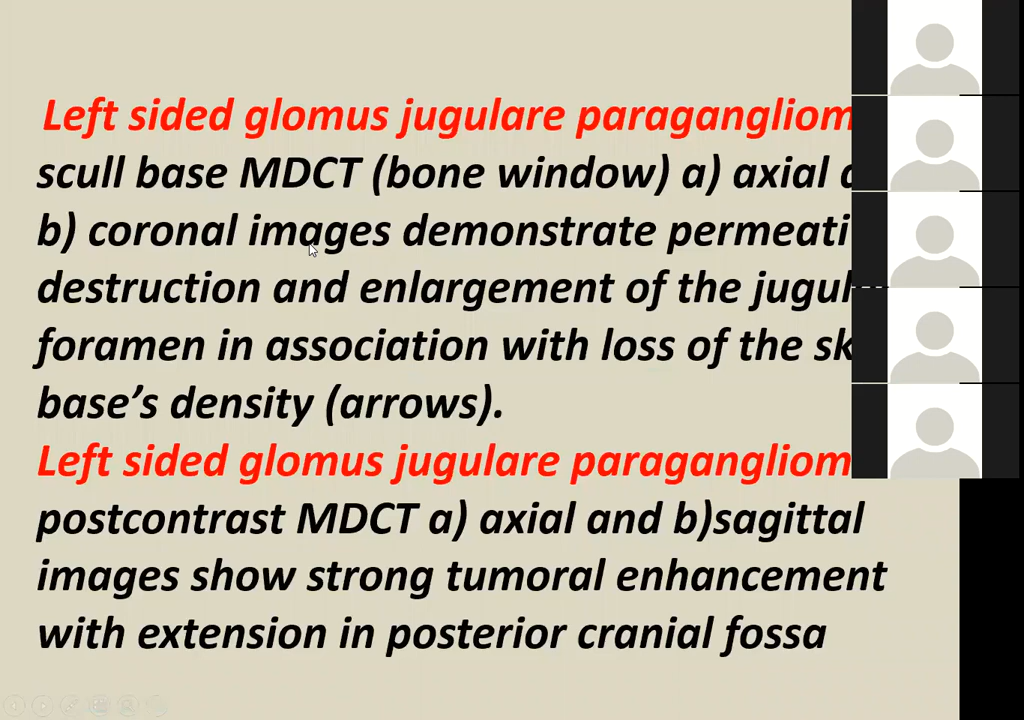 Left sided glomus jugulare paragangliom
scull base MDCT (bone window) a) axial
b) coronal images demonstrate permeati
destruction and enlargement of the jugul
foramen in association with loss of the sk
base’s density (arrows).
Left sided glomus jugulare paragangliom
postcontrast MDCT a) axial and b)sagittal
images show strong tumoral enhancement
with extension in posterior cranial fossa